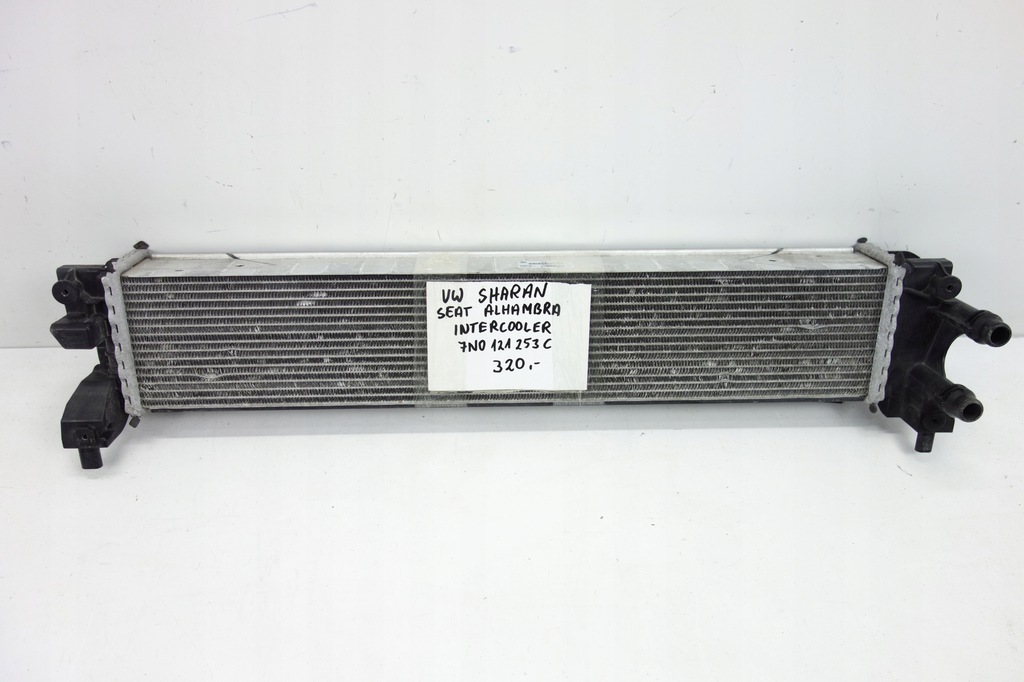 VW SHARAN
SEAT ALHAMBRA
INTERCOOLER
7N0 121 253 C
320,-